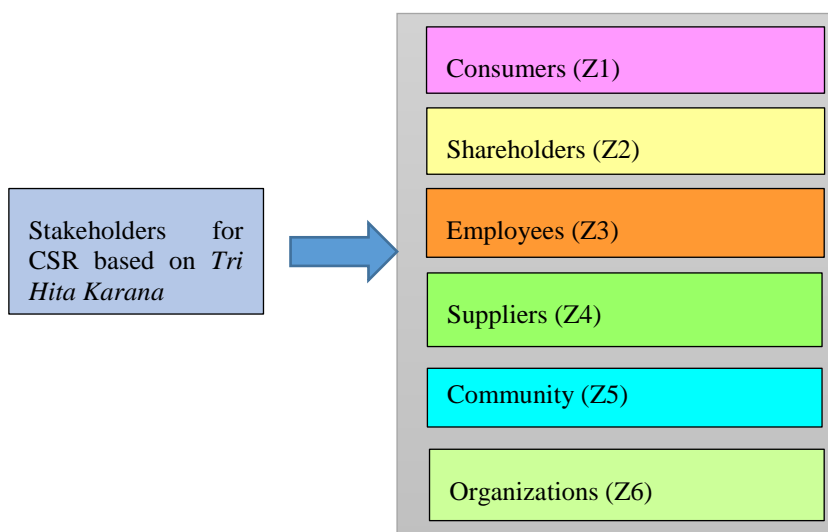 Consumers (Z1)
Shareholders (Z2)
Stakeholders for
CSR based on Tri
Hita Karana
Employees (Z3)
Suppliers (Z4)
Community (Z5)
Organizations (Z6)